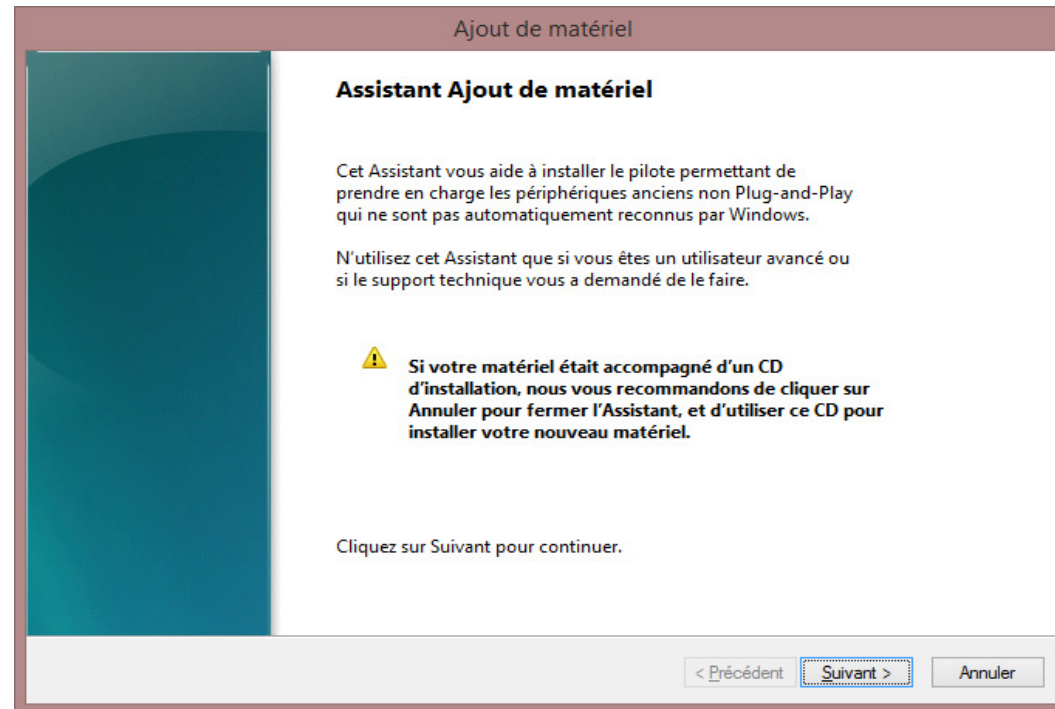 Ajout de matériel
Assistant Ajout de matériel
Cet Assistant vous aide à installer le pilote permettant de
prendre en charge les périphériques anciens non Plug-and-Play
qui ne sont pas automatiquement reconnus par Windows.
N'utilisez cet Assistant que si vous êtes un utilisateur avancé ou
si le support technique vous a demandé de le faire.
Si votre matériel était accompagné d'un CD
d'installation, nous vous recommandons de cliquer sur
Annuler pour fermer l'Assistant, et d'utiliser ce CD pour
installer votre nouveau matériel.
Cliquez sur Suivant pour continuer.
< Précédent Suivant > Annuler